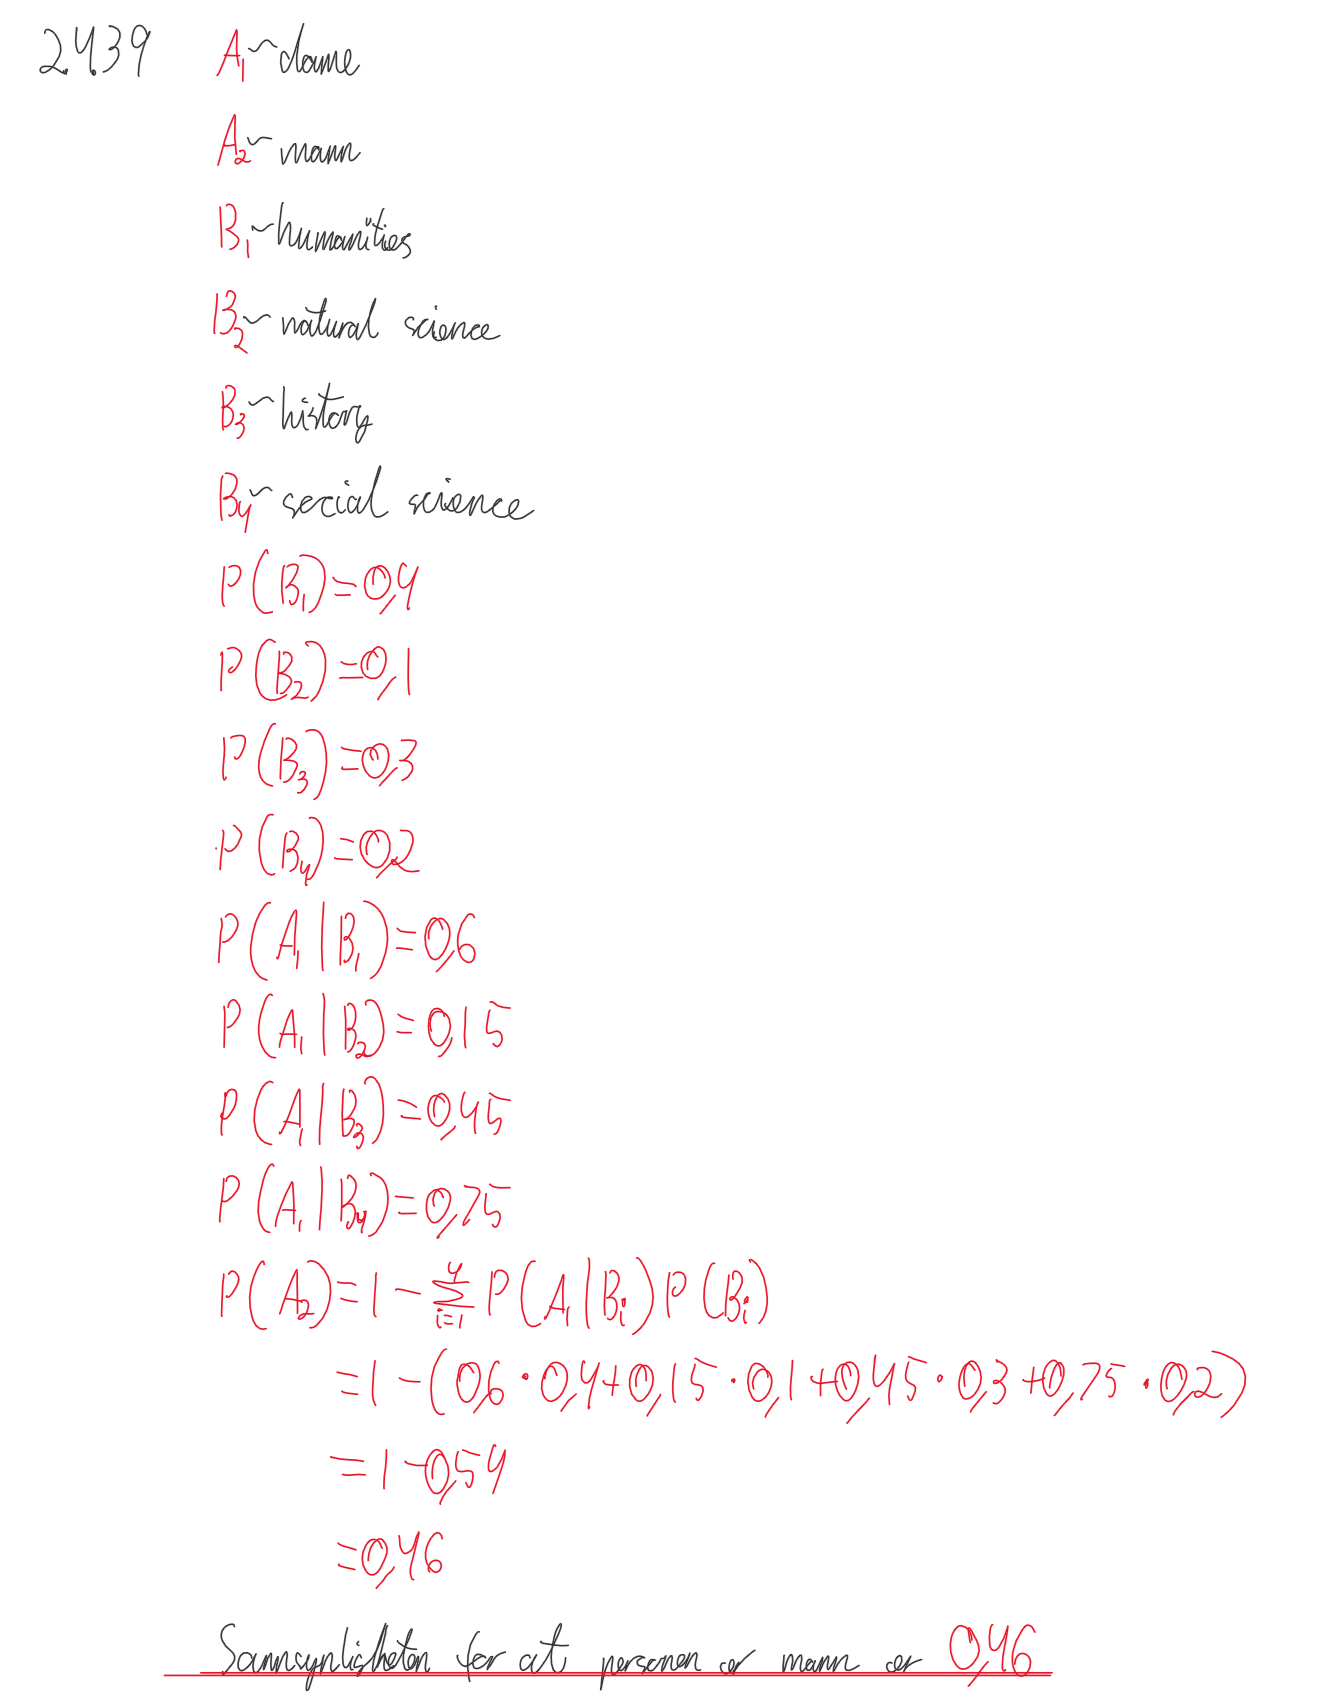 2.4.39 A₁~dame
A₂~mann
B₁~humanities
B₂~natural science
B₃~history
B₄~social science
P(B₁)=0,4
P(B₂)=0,1
P(B₃)=0,3
P(B₄)=0,2
P(A₁|B₁)=0,6
P(A₁|B₂)=0,15
P(A₁|B₃)=0,45
P(A₁|B₄)=0,75
P(A₂)=1-∑_{i=1}^{4} P(A₁|Bᵢ)P(Bᵢ)
=1-(0,6·0,4+0,15·0,1+0,45·0,3+0,75·0,2)
=1-0,54
=0,46
Sannsynligheten for at personen er mann er 0,46